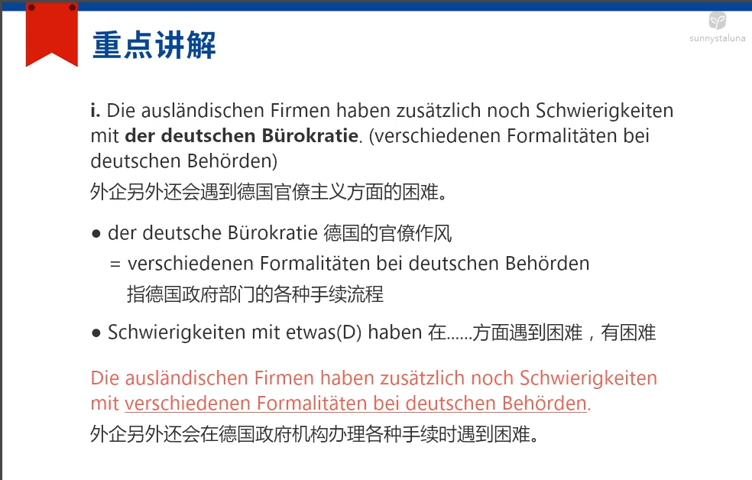 重点讲解
sunnystaluna
i. Die ausländischen Firmen haben zusätzlich noch Schwierigkeiten
mit der deutschen Bürokratie. (verschiedenen Formalitäten bei
deutschen Behörden)
外企另外还会遇到德国官僚主义方面的困难。
● der deutsche Bürokratie 德国的官僚作风
= verschiedenen Formalitäten bei deutschen Behörden
指德国政府部门的各种手续流程
● Schwierigkeiten mit etwas(D) haben 在......方面遇到困难，有困难
Die ausländischen Firmen haben zusätzlich noch Schwierigkeiten
mit verschiedenen Formalitäten bei deutschen Behörden.
外企另外还会在德国政府机构办理各种手续时遇到困难。